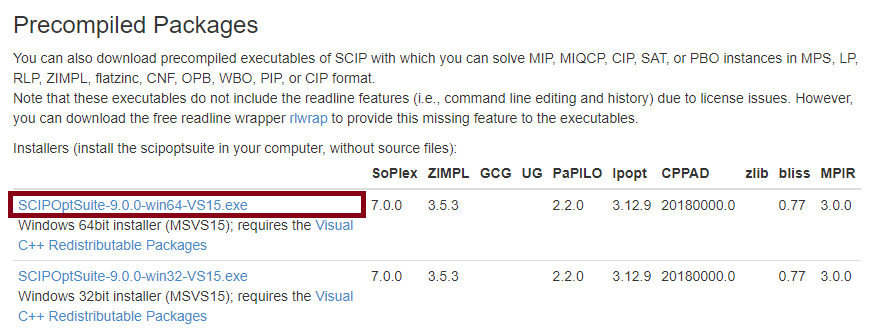 Precompiled Packages
You can also download precompiled executables of SCIP with which you can solve MIP, MIQCP, CIP, SAT, or PBO instances in MPS, LP,
RLP, ZIMPL, flatzinc, CNF, OPB, WBO, PIP, or CIP format.
Note that these executables do not include the readline features (i.e., command line editing and history) due to license issues. However,
you can download the free readline wrapper rlwrap to provide this missing feature to the executables.
Installers (install the scipoptsuite in your computer, without source files):
SoPlex ZIMPL GCG UG PaPILO Ipopt CPPAD zlib bliss MPIR
SCIPOptSuite-9.0.0-win64-VS15.exe 7.0.0 3.5.3 2.2.0 3.12.9 20180000.0 0.77 3.0.0
Windows 64bit installer (MSVS15); requires the Visual
C++ Redistributable Packages
SCIPOptSuite-9.0.0-win32-VS15.exe 7.0.0 3.5.3 2.2.0 3.12.9 20180000.0 0.77 3.0.0
Windows 32bit installer (MSVS15); requires the Visual
C++ Redistributable Packages